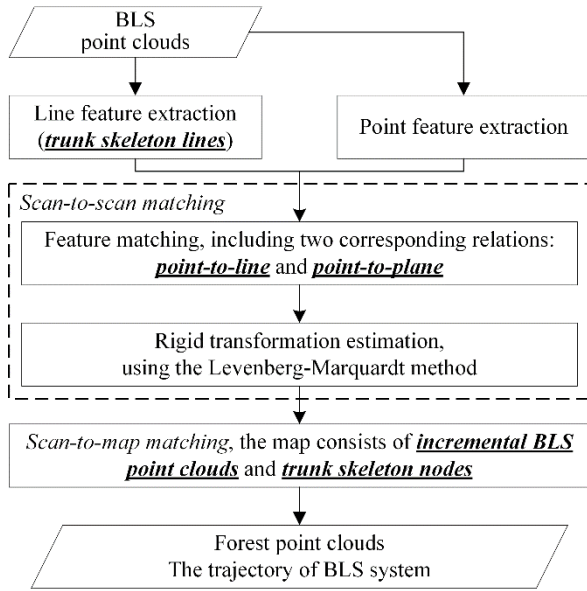 BLS
point clouds
Line feature extraction
(trunk skeleton lines)
Point feature extraction
Scan-to-scan matching
Feature matching, including two corresponding relations:
point-to-line and point-to-plane
Rigid transformation estimation,
using the Levenberg-Marquardt method
Scan-to-map matching, the map consists of incremental BLS
point clouds and trunk skeleton nodes
Forest point clouds
The trajectory of BLS system